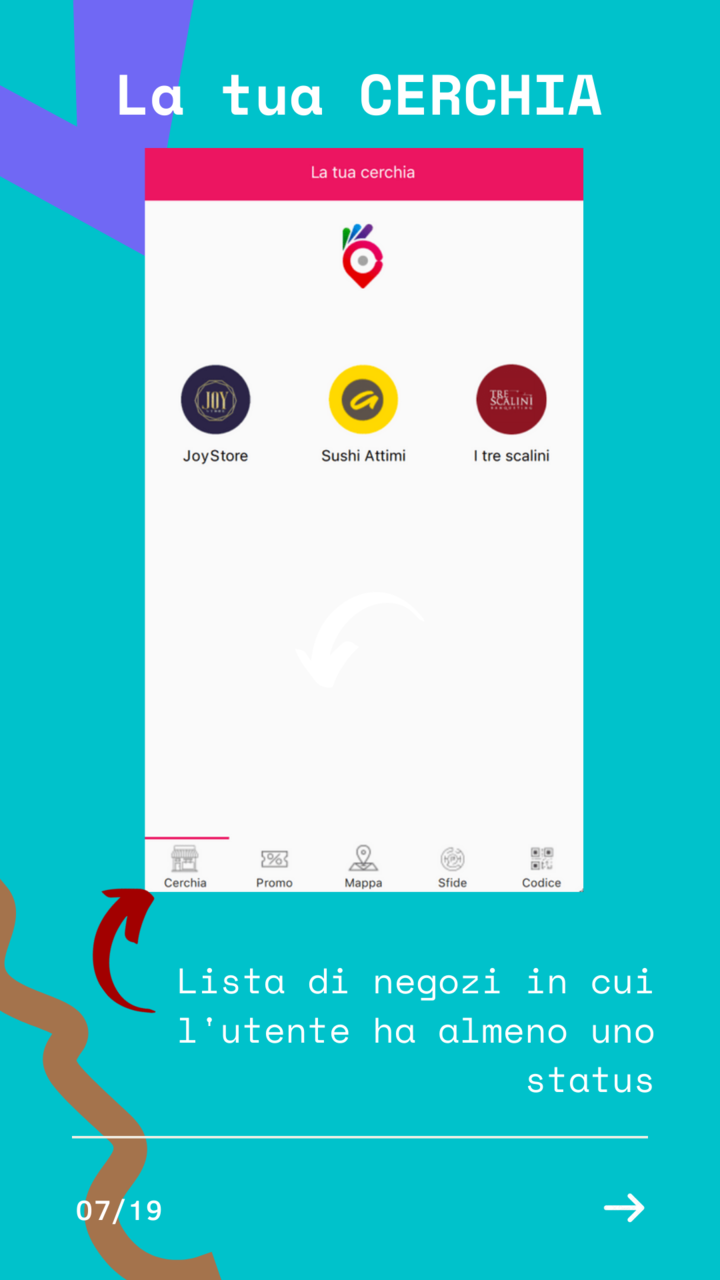 La tua CERCHIA
La tua cerchia
JOY
TRE
SCALINI
BANQUETING
JoyStore
Sushi Attimi
I tre scalini
Cerchia
Promo
Mappa
Sfide
Codice
Lista di negozi in cui
l'utente ha almeno uno
status
07/19